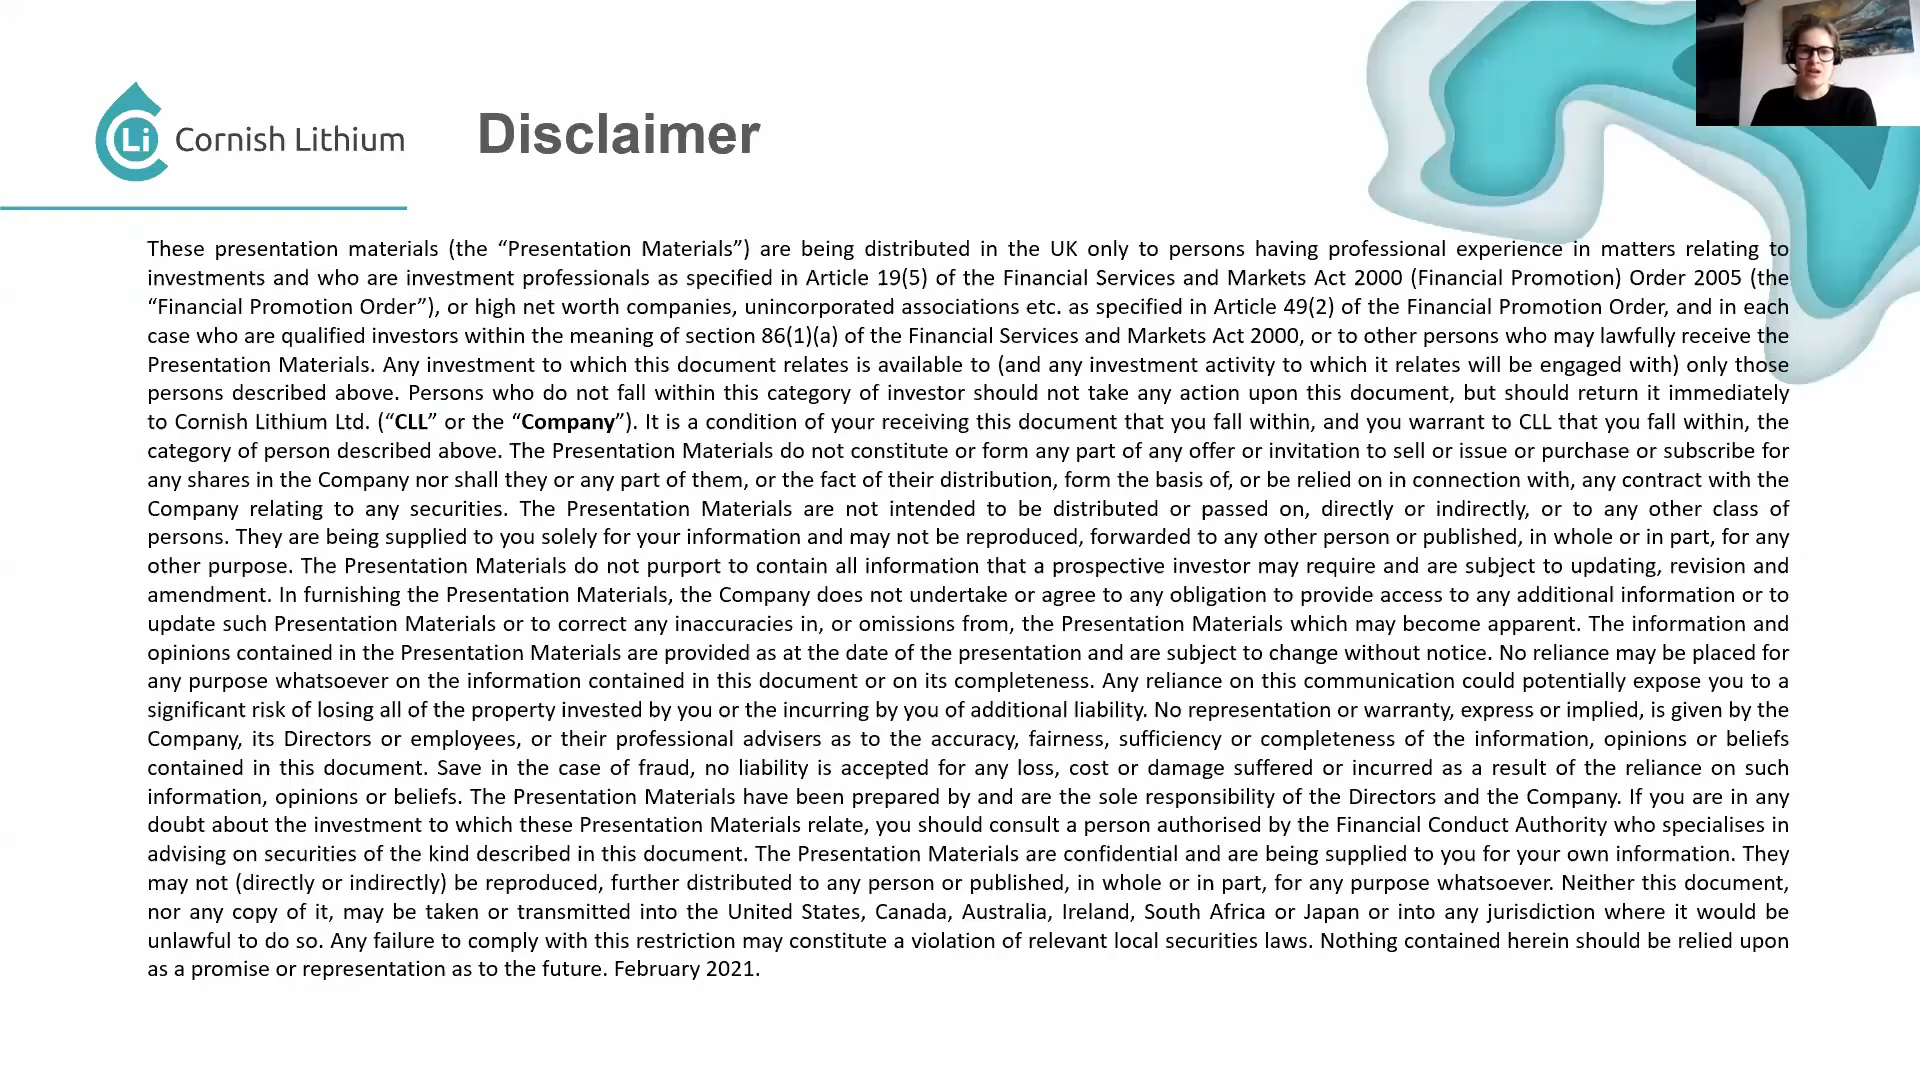 Li Cornish Lithium
Disclaimer
These presentation materials (the “Presentation Materials”) are being distributed in the UK only to persons having professional experience in matters relating to
investments and who are investment professionals as specified in Article 19(5) of the Financial Services and Markets Act 2000 (Financial Promotion) Order 2005 (the
“Financial Promotion Order”), or high net worth companies, unincorporated associations etc. as specified in Article 49(2) of the Financial Promotion Order, and in each
case who are qualified investors within the meaning of section 86(1)(a) of the Financial Services and Markets Act 2000, or to other persons who may lawfully receive the
Presentation Materials. Any investment to which this document relates is available to (and any investment activity to which it relates will be engaged with) only those
persons described above. Persons who do not fall within this category of investor should not take any action upon this document, but should return it immediately
to Cornish Lithium Ltd. (“CLL” or the “Company”). It is a condition of your receiving this document that you fall within, and you warrant to CLL that you fall within, the
category of person described above. The Presentation Materials do not constitute or form any part of any offer or invitation to sell or issue or purchase or subscribe for
any shares in the Company nor shall they or any part of them, or the fact of their distribution, form the basis of, or be relied on in connection with, any contract with the
Company relating to any securities. The Presentation Materials are not intended to be distributed or passed on, directly or indirectly, or to any other class of
persons. They are being supplied to you solely for your information and may not be reproduced, forwarded to any other person or published, in whole or in part, for any
other purpose. The Presentation Materials do not purport to contain all information that a prospective investor may require and are subject to updating, revision and
amendment. In furnishing the Presentation Materials, the Company does not undertake or agree to any obligation to provide access to any additional information or to
update such Presentation Materials or to correct any inaccuracies in, or omissions from, the Presentation Materials which may become apparent. The information and
opinions contained in the Presentation Materials are provided as at the date of the presentation and are subject to change without notice. No reliance may be placed for
any purpose whatsoever on the information contained in this document or on its completeness. Any reliance on this communication could potentially expose you to a
significant risk of losing all of the property invested by you or the incurring by you of additional liability. No representation or warranty, express or implied, is given by the
Company, its Directors or employees, or their professional advisers as to the accuracy, fairness, sufficiency or completeness of the information, opinions or beliefs
contained in this document. Save in the case of fraud, no liability is accepted for any loss, cost or damage suffered or incurred as a result of the reliance on such
information, opinions or beliefs. The Presentation Materials have been prepared by and are the sole responsibility of the Directors and the Company. If you are in any
doubt about the investment to which these Presentation Materials relate, you should consult a person authorised by the Financial Conduct Authority who specialises in
advising on securities of the kind described in this document. The Presentation Materials are confidential and are being supplied to you for your own information. They
may not (directly or indirectly) be reproduced, further distributed to any person or published, in whole or in part, for any purpose whatsoever. Neither this document,
nor any copy of it, may be taken or transmitted into the United States, Canada, Australia, Ireland, South Africa or Japan or into any jurisdiction where it would be
unlawful to do so. Any failure to comply with this restriction may constitute a violation of relevant local securities laws. Nothing contained herein should be relied upon
as a promise or representation as to the future. February 2021.